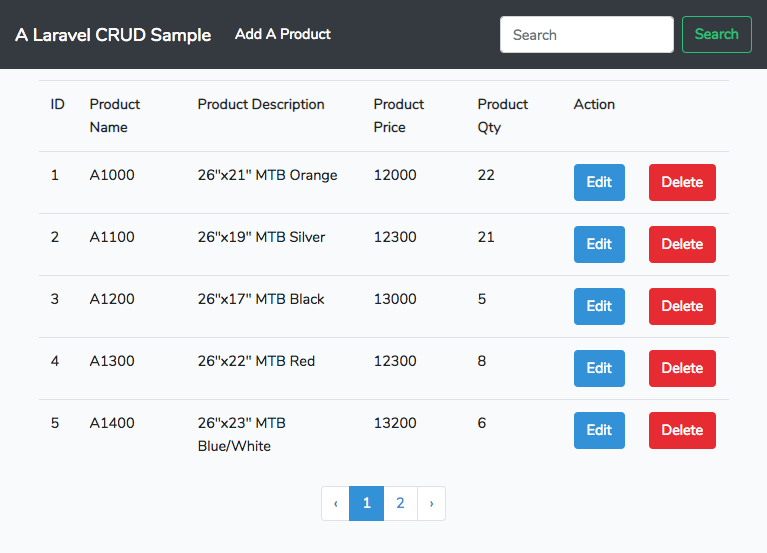 A Laravel CRUD Sample Add A Product Search Search
ID Product Name Product Description Product Price Product Qty Action
1 A1000 26"x21" MTB Orange 12000 22 Edit Delete
2 A1100 26"x19" MTB Silver 12300 21 Edit Delete
3 A1200 26"x17" MTB Black 13000 5 Edit Delete
4 A1300 26"x22" MTB Red 12300 8 Edit Delete
5 A1400 26"x23" MTB Blue/White 13200 6 Edit Delete
‹ 1 2 ›